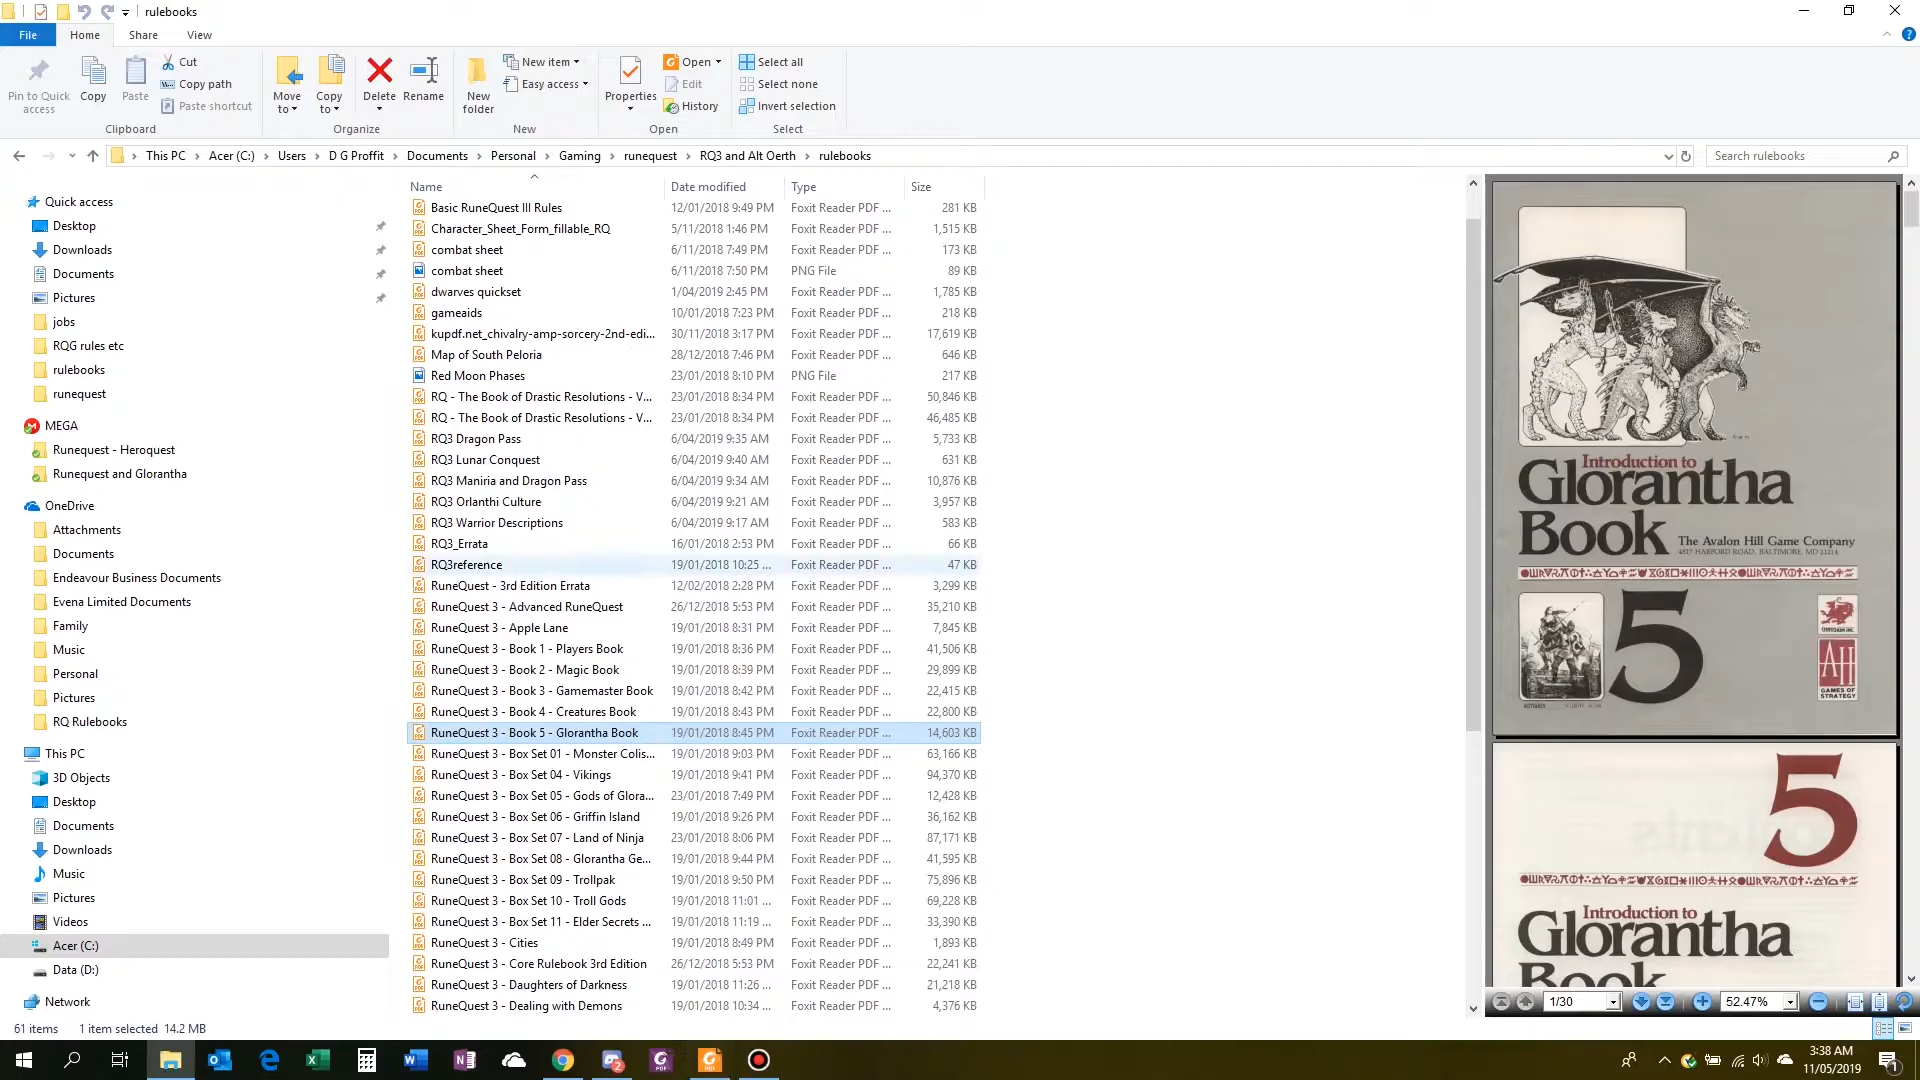 rulebooks
File
Home
Share
View
Pin to Quick access
Copy
Paste
Cut
Copy path
Paste shortcut
Clipboard
Move to
Copy to
Delete
Rename
Organize
New folder
New item
Easy access
New
Properties
Open
Edit
History
Open
Select all
Select none
Invert selection
Select
This PC > Acer (C:) > Users > D G Proffit > Documents > Personal > Gaming > runequest > RQ3 and Alt Oerth > rulebooks
Search rulebooks
Quick access
Desktop
Downloads
Documents
Pictures
jobs
RQG rules etc
rulebooks
runequest
MEGA
Runequest - Heroquest
Runequest and Glorantha
OneDrive
Attachments
Documents
Endeavour Business Documents
Evena Limited Documents
Family
Music
Personal
Pictures
RQ Rulebooks
This PC
3D Objects
Desktop
Documents
Downloads
Music
Pictures
Videos
Acer (C:)
Data (D:)
Network
Name Date modified Type Size
Basic RuneQuest III Rules 12/01/2018 9:49 PM Foxit Reader PDF ... 281 KB
Character_Sheet_Form_fillable_RQ 5/11/2018 1:46 PM Foxit Reader PDF ... 1,515 KB
combat sheet 6/11/2018 7:49 PM Foxit Reader PDF ... 173 KB
combat sheet 6/11/2018 7:50 PM PNG File 89 KB
dwarves quickset 1/04/2019 2:45 PM Foxit Reader PDF ... 1,785 KB
gameaids 10/01/2018 7:23 PM Foxit Reader PDF ... 218 KB
kupdf.net_chivalry-amp-sorcery-2nd-edi... 30/11/2018 3:17 PM Foxit Reader PDF ... 17,619 KB
Map of South Peloria 28/12/2018 7:46 PM Foxit Reader PDF ... 646 KB
Red Moon Phases 23/01/2018 8:10 PM PNG File 217 KB
RQ - The Book of Drastic Resolutions - V... 23/01/2018 8:34 PM Foxit Reader PDF ... 50,846 KB
RQ - The Book of Drastic Resolutions - V... 23/01/2018 8:34 PM Foxit Reader PDF ... 46,485 KB
RQ3 Dragon Pass 6/04/2019 9:35 AM Foxit Reader PDF ... 5,733 KB
RQ3 Lunar Conquest 6/04/2019 9:40 AM Foxit Reader PDF ... 631 KB
RQ3 Maniria and Dragon Pass 6/04/2019 9:34 AM Foxit Reader PDF ... 10,876 KB
RQ3 Orlanthi Culture 6/04/2019 9:21 AM Foxit Reader PDF ... 3,957 KB
RQ3 Warrior Descriptions 6/04/2019 9:17 AM Foxit Reader PDF ... 583 KB
RQ3_Errata 16/01/2018 2:53 PM Foxit Reader PDF ... 66 KB
RQ3reference 19/01/2018 10:25 ... Foxit Reader PDF ... 47 KB
RuneQuest - 3rd Edition Errata 12/02/2018 2:28 PM Foxit Reader PDF ... 3,299 KB
RuneQuest 3 - Advanced RuneQuest 26/12/2018 5:53 PM Foxit Reader PDF ... 35,210 KB
RuneQuest 3 - Apple Lane 19/01/2018 8:31 PM Foxit Reader PDF ... 7,845 KB
RuneQuest 3 - Book 1 - Players Book 19/01/2018 8:36 PM Foxit Reader PDF ... 41,506 KB
RuneQuest 3 - Book 2 - Magic Book 19/01/2018 8:39 PM Foxit Reader PDF ... 29,899 KB
RuneQuest 3 - Book 3 - Gamemaster Book 19/01/2018 8:42 PM Foxit Reader PDF ... 22,415 KB
RuneQuest 3 - Book 4 - Creatures Book 19/01/2018 8:43 PM Foxit Reader PDF ... 22,800 KB
RuneQuest 3 - Book 5 - Glorantha Book 19/01/2018 8:45 PM Foxit Reader PDF ... 14,603 KB
RuneQuest 3 - Box Set 01 - Monster Colis... 19/01/2018 9:03 PM Foxit Reader PDF ... 63,166 KB
RuneQuest 3 - Box Set 04 - Vikings 19/01/2018 9:41 PM Foxit Reader PDF ... 94,370 KB
RuneQuest 3 - Box Set 05 - Gods of Glora... 23/01/2018 7:49 PM Foxit Reader PDF ... 12,428 KB
RuneQuest 3 - Box Set 06 - Griffin Island 19/01/2018 9:26 PM Foxit Reader PDF ... 36,162 KB
RuneQuest 3 - Box Set 07 - Land of Ninja 23/01/2018 8:06 PM Foxit Reader PDF ... 87,171 KB
RuneQuest 3 - Box Set 08 - Glorantha Ge... 19/01/2018 9:44 PM Foxit Reader PDF ... 41,595 KB
RuneQuest 3 - Box Set 09 - Trollpak 19/01/2018 9:50 PM Foxit Reader PDF ... 75,896 KB
RuneQuest 3 - Box Set 10 - Troll Gods 19/01/2018 11:01 ... Foxit Reader PDF ... 69,228 KB
RuneQuest 3 - Box Set 11 - Elder Secrets ... 19/01/2018 11:19 ... Foxit Reader PDF ... 33,390 KB
RuneQuest 3 - Cities 19/01/2018 8:49 PM Foxit Reader PDF ... 1,893 KB
RuneQuest 3 - Core Rulebook 3rd Edition 26/12/2018 5:53 PM Foxit Reader PDF ... 22,241 KB
RuneQuest 3 - Daughters of Darkness 19/01/2018 11:26 ... Foxit Reader PDF ... 21,218 KB
RuneQuest 3 - Dealing with Demons 19/01/2018 10:34 ... Foxit Reader PDF ... 4,376 KB
Introduction to
Glorantha
Book
The Avalon Hill Game Company
4517 HARFORD ROAD, BALTIMORE, MD 21214
5
CHAOSIUM INC.
AH
GAMES OF
STRATEGY
5
Introduction to
Glorantha
Book
1/30
52.47%
61 items 1 item selected 14.2 MB
2
3:38 AM
11/05/2019
1